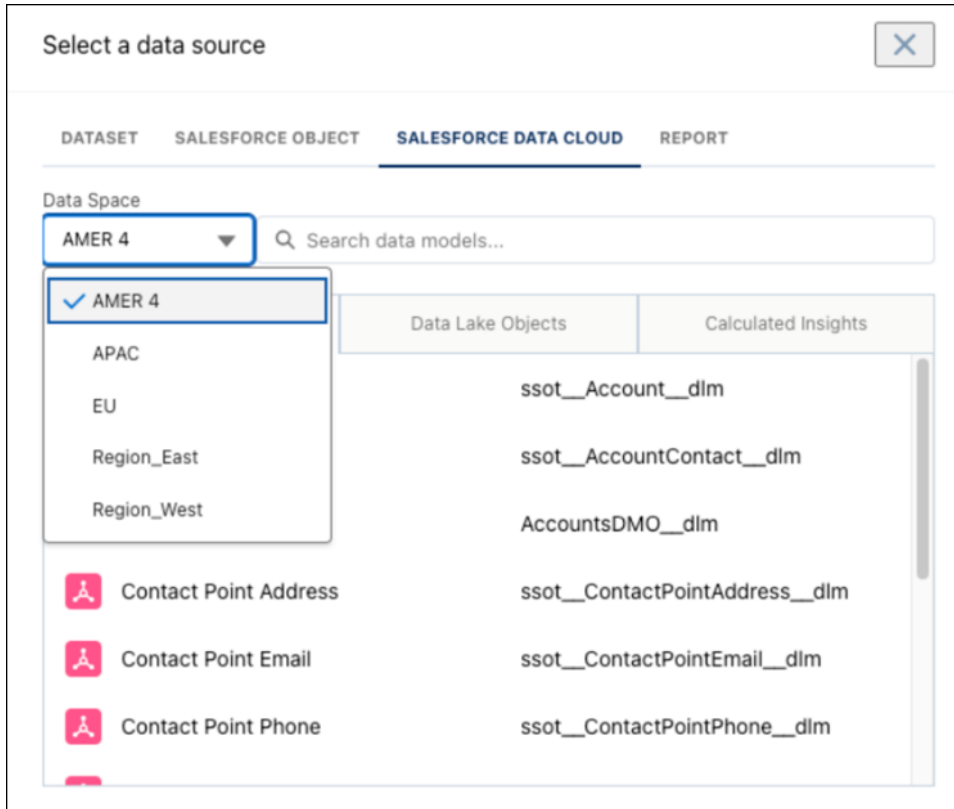 Select a data source
DATASET SALESFORCE OBJECT SALESFORCE DATA CLOUD REPORT
Data Space
AMER 4 Search data models...
AMER 4
APAC
EU
Region_East
Region_West
Data Lake Objects Calculated Insights
ssot__Account__dlm
ssot__AccountContact__dlm
AccountsDMO__dlm
Contact Point Address ssot__ContactPointAddress__dlm
Contact Point Email ssot__ContactPointEmail__dlm
Contact Point Phone ssot__ContactPointPhone__dlm